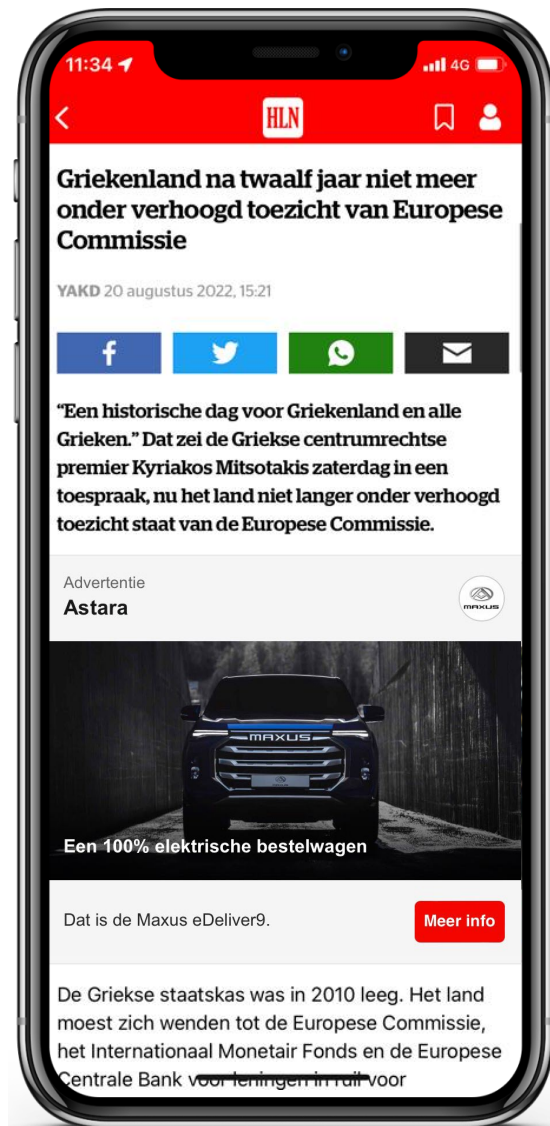 11:34
4G
HLN
Griekenland na twaalf jaar niet meer
onder verhoogd toezicht van Europese
Commissie
YAKD 20 augustus 2022, 15:21
f
“Een historische dag voor Griekenland en alle
Grieken.” Dat zei de Griekse centrumrechtse
premier Kyriakos Mitsotakis zaterdag in een
toespraak, nu het land niet langer onder verhoogd
toezicht staat van de Europese Commissie.
Advertentie
Astara
MAXUS
MAXUS
Een 100% elektrische bestelwagen
Dat is de Maxus eDeliver9.
Meer info
De Griekse staatskas was in 2010 leeg. Het land
moest zich wenden tot de Europese Commissie,
het Internationaal Monetair Fonds en de Europese
Centrale Bank voor leningen in ruil voor